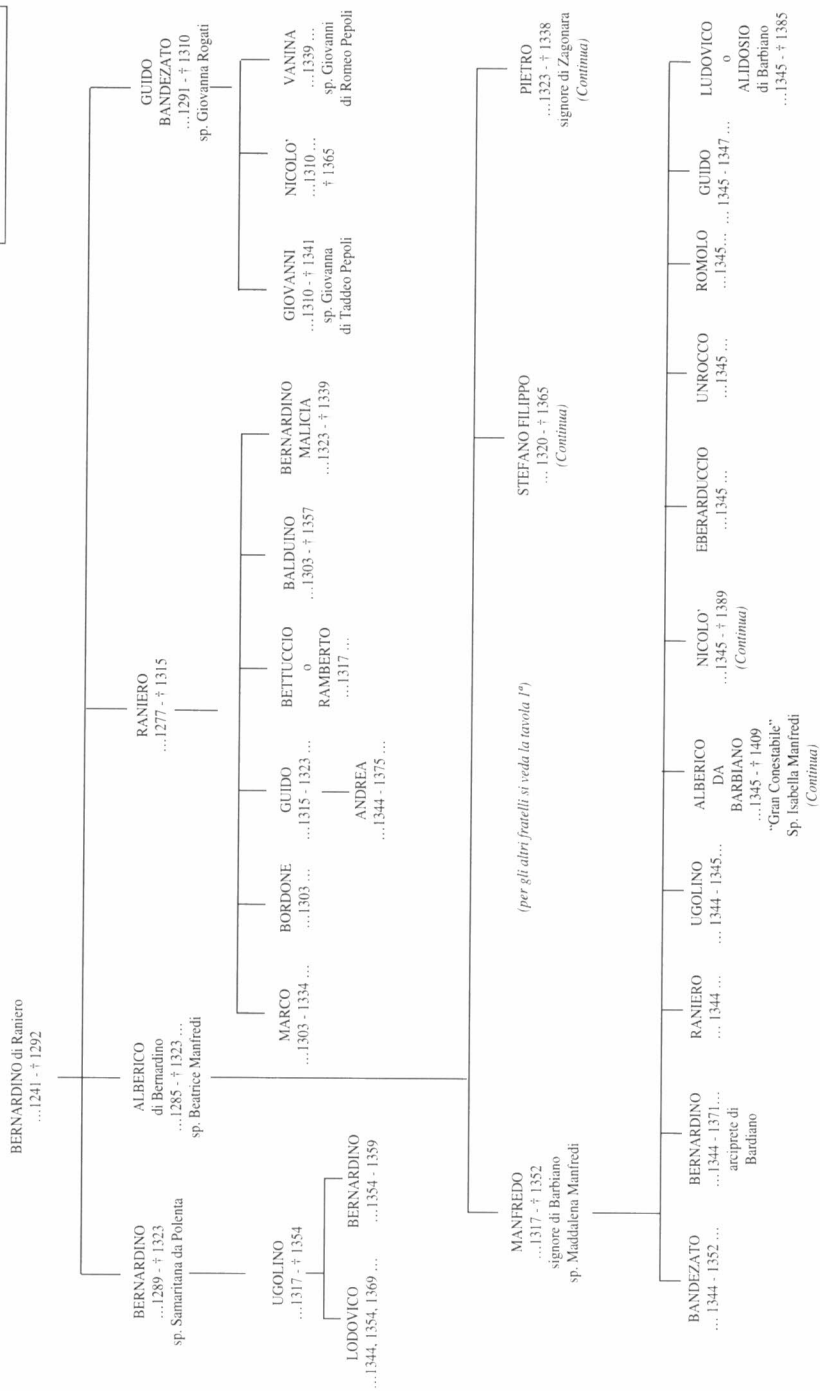 BERNARDINO di Raniero
…1241 - † 1292
BERNARDINO
…1289 - † 1323
sp. Samaritana da Polenta
ALBERICO
di Bernardino
…1285 - † 1323 …
sp. Beatrice Manfredi
RANIERO
…1277 - † 1315
GUIDO
BANDEZATO
…1291 - † 1310
sp. Giovanna Rogati
UGOLINO
…1317 - † 1354
MARCO
…1303 - 1334 …
BORDONE
…1303 …
GUIDO
…1315 - 1323 …
BETTUCCIO
o
RAMBERTO
…1317 …
BALDUINO
…1303 - † 1357
BERNARDINO
MALICIA
…1323 - † 1339
GIOVANNI
…1310 - † 1341
sp. Giovanna
di Taddeo Pepoli
NICOLO'
…1310 …
† 1365
VANINA
…1339 …
sp. Giovanni
di Romeo Pepoli
LODOVICO
…1344, 1354, 1369 …
BERNARDINO
…1354 - 1359
ANDREA
…1344 - 1375 …
MANFREDO
…1317 - † 1352
signore di Barbiano
sp. Maddalena Manfredi
(per gli altri fratelli si veda la tavola 1ª)
STEFANO FILIPPO
… 1320 - † 1365
(Continua)
PIETRO
…1323 - † 1338
signore di Zagonara
(Continua)
BANDEZATO
… 1344 - 1352 …
BERNARDINO
…1344 - 1371…
arciprete di
Bardiano
RANIERO
… 1344 …
UGOLINO
… 1344 - 1345…
ALBERICO
DA
BARBIANO
…1345 - † 1409
"Gran Conestabile"
Sp. Isabella Manfredi
(Continua)
NICOLO'
…1345 - † 1389
(Continua)
EBERARDUCCIO
…1345 …
UNROCCO
…1345 …
ROMOLO
…1345…
GUIDO
… 1345 - 1347 …
LUDOVICO
o
ALIDOSIO
di Barbiano
…1345 - † 1385